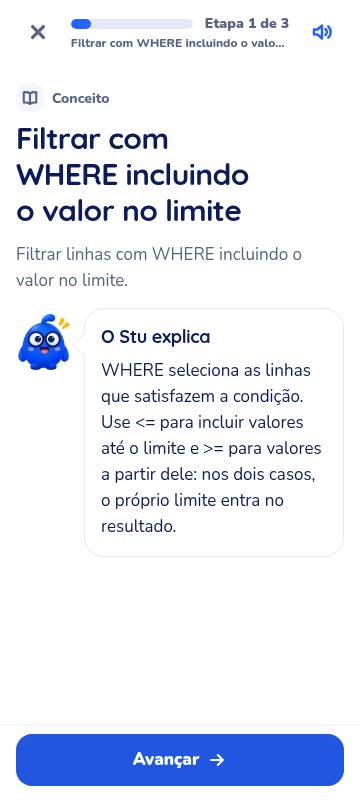 Etapa 1 de 3
Filtrar com WHERE incluindo o valo...
Conceito
Filtrar com
WHERE incluindo
o valor no limite
Filtrar linhas com WHERE incluindo o
valor no limite.
O Stu explica
WHERE seleciona as linhas
que satisfazem a condição.
Use <= para incluir valores
até o limite e >= para valores
a partir dele: nos dois casos,
o próprio limite entra no
resultado.
Avançar →